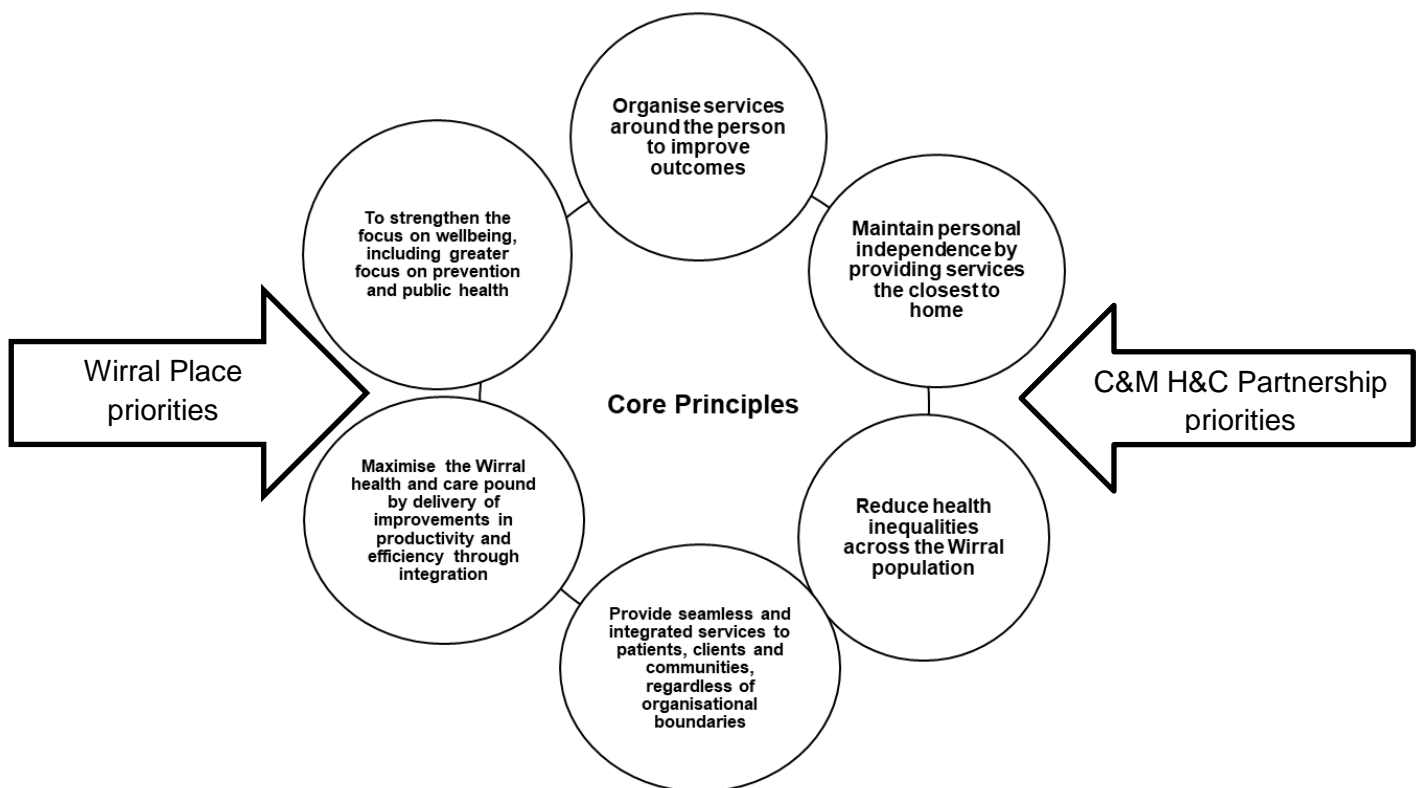 Organise services
around the person
to improve
outcomes
To strengthen the
focus on wellbeing,
including greater
focus on prevention
and public health
Maintain personal
independence by
providing services
the closest to
home
Wirral Place
priorities
Core Principles
C&M H&C Partnership
priorities
Maximise the Wirral
health and care pound
by delivery of
improvements in
productivity and
efficiency through
integration
Reduce health
inequalities
across the Wirral
population
Provide seamless and
integrated services to
patients, clients and
communities,
regardless of
organisational
boundaries